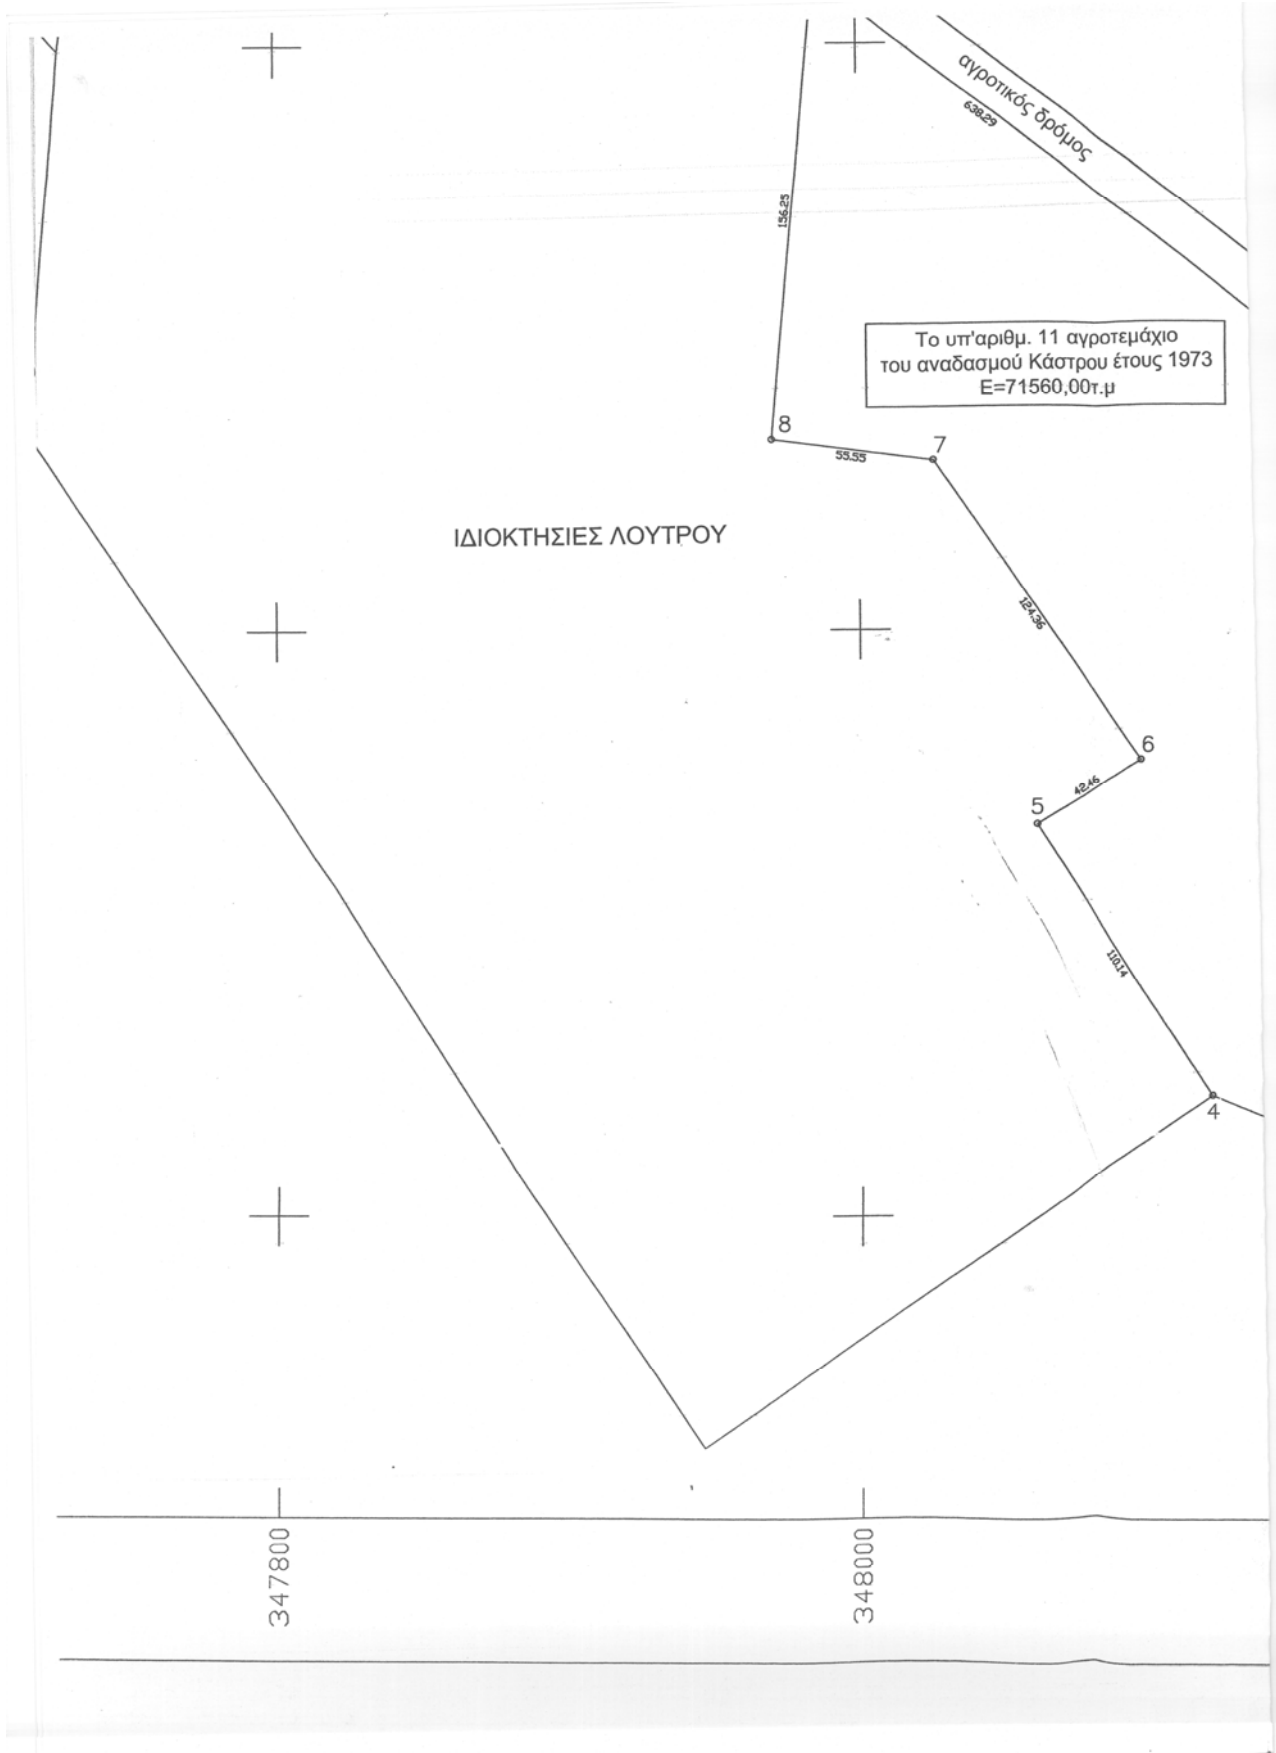 αγροτικός δρόμος
638.29
156.25
Το υπ'αριθμ. 11 αγροτεμάχιο
του αναδασμού Κάστρου έτους 1973
Ε=71560,00τ.μ
8
7
55.55
ΙΔΙΟΚΤΗΣΙΕΣ ΛΟΥΤΡΟΥ
124.36
6
42.46
5
110.14
4
347800
348000